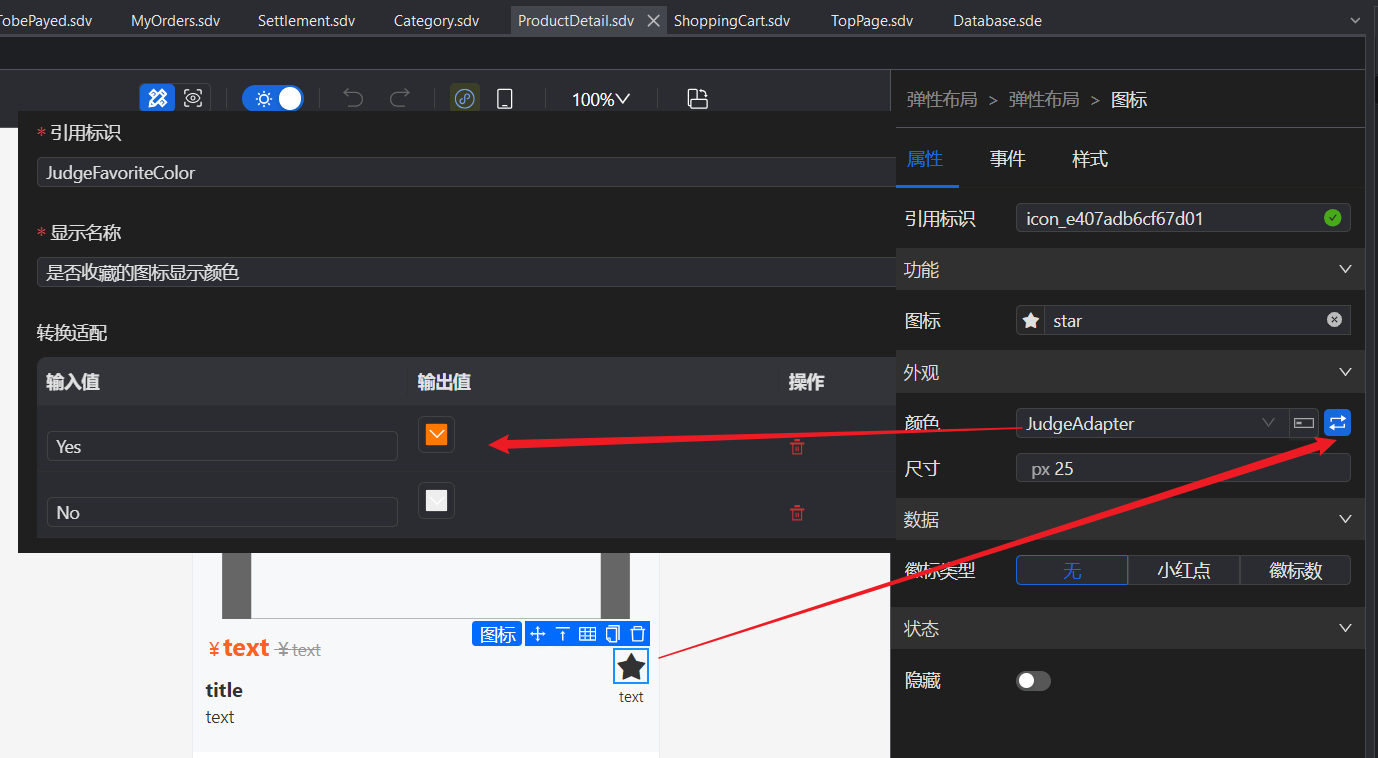 TobePayed.sdv MyOrders.sdv Settlement.sdv Category.sdv ProductDetail.sdv ShoppingCart.sdv TopPage.sdv Database.sde
100%
* 引用标识
JudgeFavoriteColor
* 显示名称
是否收藏的图标显示颜色
转换适配
输入值 输出值 操作
Yes
No
图标
¥text ¥text
title
text
text
弹性布局 > 弹性布局 > 图标
属性 事件 样式
引用标识 icon_e407adb6cf67d01
功能
图标 star
外观
颜色 JudgeAdapter
尺寸 px 25
数据
徽标类型 无 小红点 徽标数
状态
隐藏